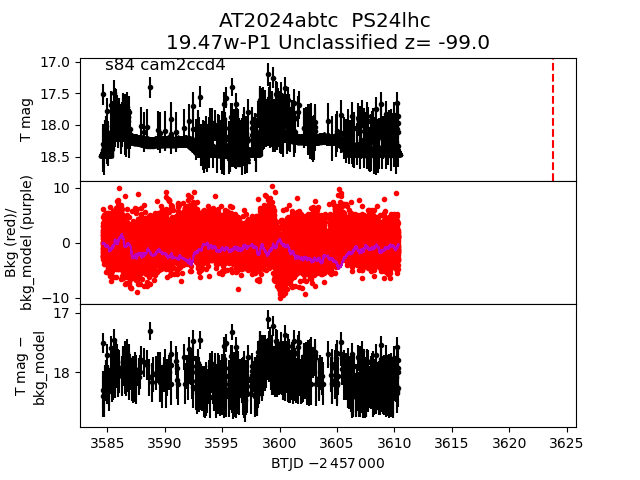 AT2024abtc  PS24lhc
19.47w-P1 Unclassified z= -99.0
s84 cam2ccd4
17.0
17.5
18.0
18.5
T mag
10
0
−10
Bkg (red)/
bkg_model (purple)
17
18
T mag −
bkg_model
3585 3590 3595 3600 3605 3610 3615 3620 3625
BTJD −2 457 000